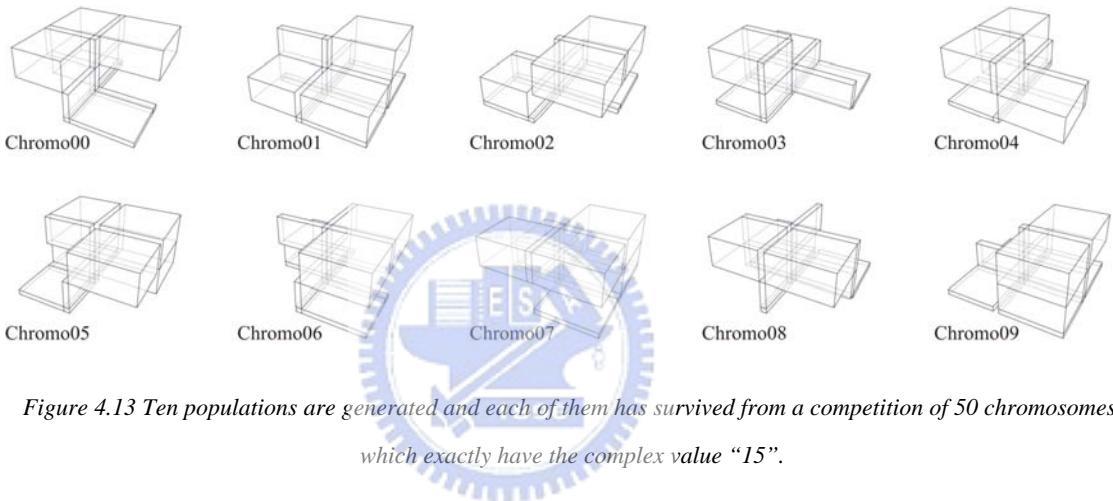 Chromo00
Chromo01
Chromo02
Chromo03
Chromo04
Chromo05
Chromo06
Chromo07
Chromo08
Chromo09
E S
Figure 4.13 Ten populations are generated and each of them has survived from a competition of 50 chromosomes
which exactly have the complex value “15”.